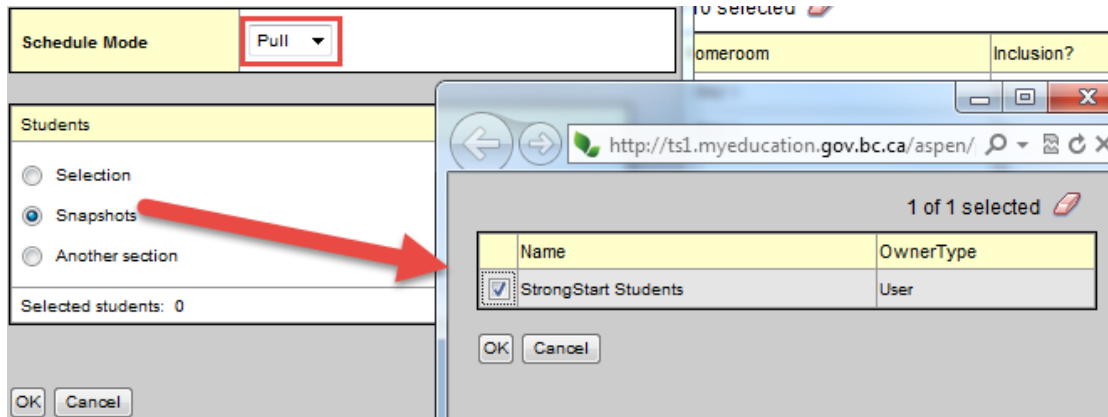 Schedule Mode
Pull
Students
Selection
Snapshots
Another section
Selected students: 0
OK Cancel
selected
omeroom Inclusion?
http://ts1.myeducation.gov.bc.ca/aspen/
1 of 1 selected
Name OwnerType
StrongStart Students User
OK Cancel